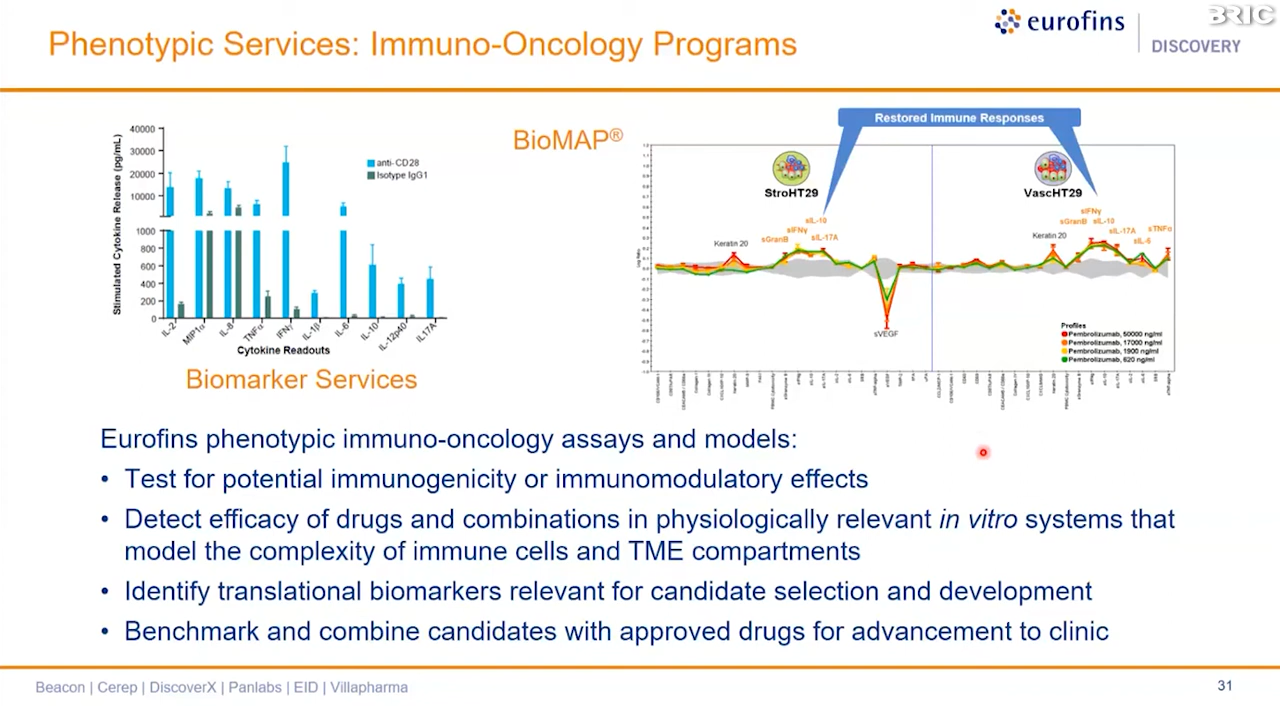 BRIC
eurofins
DISCOVERY
Phenotypic Services: Immuno-Oncology Programs
Stimulated Cytokine Release (pg/mL)
40000
30000
20000
10000
1000
800
600
400
200
0
anti- CD28
Isotype IgG1
IL-2
MIP1α
IL-8
TNFα
IFNγ
IL-1β
IL-6
IL-10
IL-12p40
IL17A
Cytokine Readouts
Biomarker Services
BioMAP®
Restored Immune Responses
StroHT29
VascHT29
Keratin 20
sGranB
sIFNγ
sIL-10
sIL-17A
sVEGF
Keratin 20
sGranB
sIFNγ
sIL-10
sIL-17A
sIL-6
sTNFα
Profiles
Pembrolizumab, 50000 ng/ml
Pembrolizumab, 17000 ng/ml
Pembrolizumab, 1900 ng/ml
Pembrolizumab, 620 ng/ml
Eurofins phenotypic immuno-oncology assays and models:
• Test for potential immunogenicity or immunomodulatory effects
• Detect efficacy of drugs and combinations in physiologically relevant in vitro systems that
model the complexity of immune cells and TME compartments
• Identify translational biomarkers relevant for candidate selection and development
• Benchmark and combine candidates with approved drugs for advancement to clinic
Beacon | Cerep | DiscoverX | Panlabs | EID | Villapharma
31